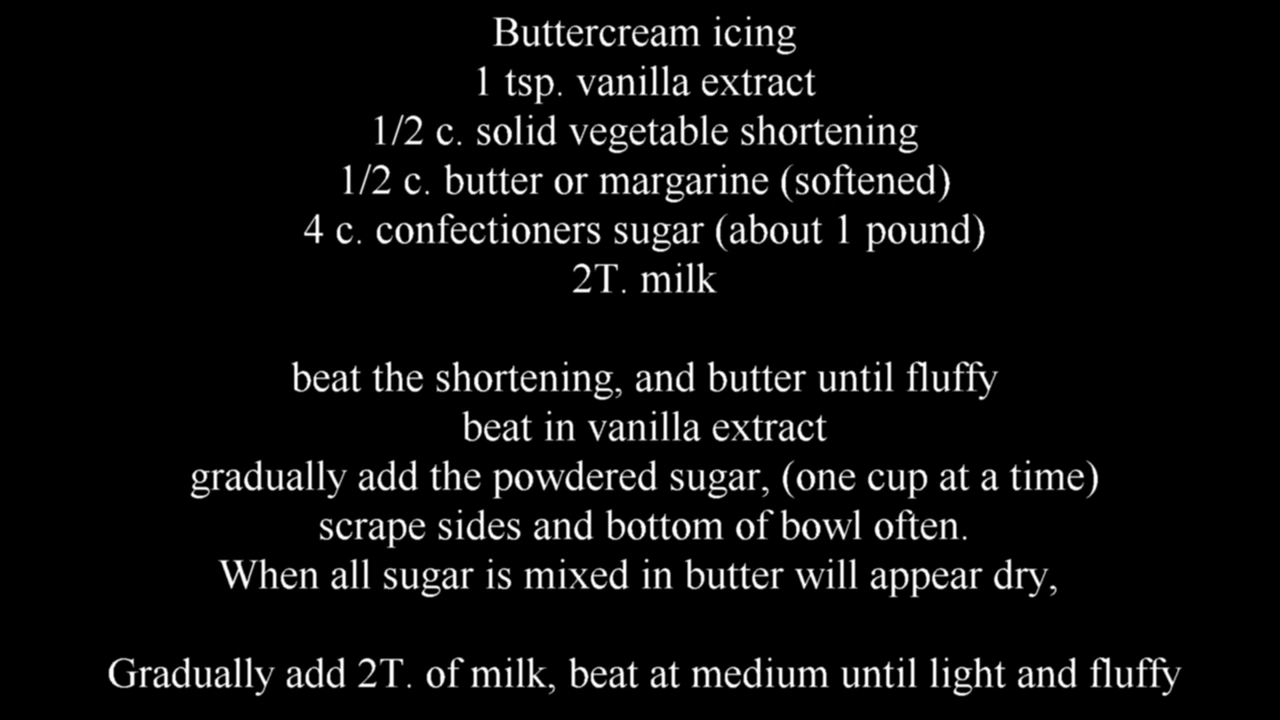 Buttercream icing
1 tsp. vanilla extract
1/2 c. solid vegetable shortening
1/2 c. butter or margarine (softened)
4 c. confectioners sugar (about 1 pound)
2T. milk
beat the shortening, and butter until fluffy
beat in vanilla extract
gradually add the powdered sugar, (one cup at a time)
scrape sides and bottom of bowl often.
When all sugar is mixed in butter will appear dry,
Gradually add 2T. of milk, beat at medium until light and fluffy